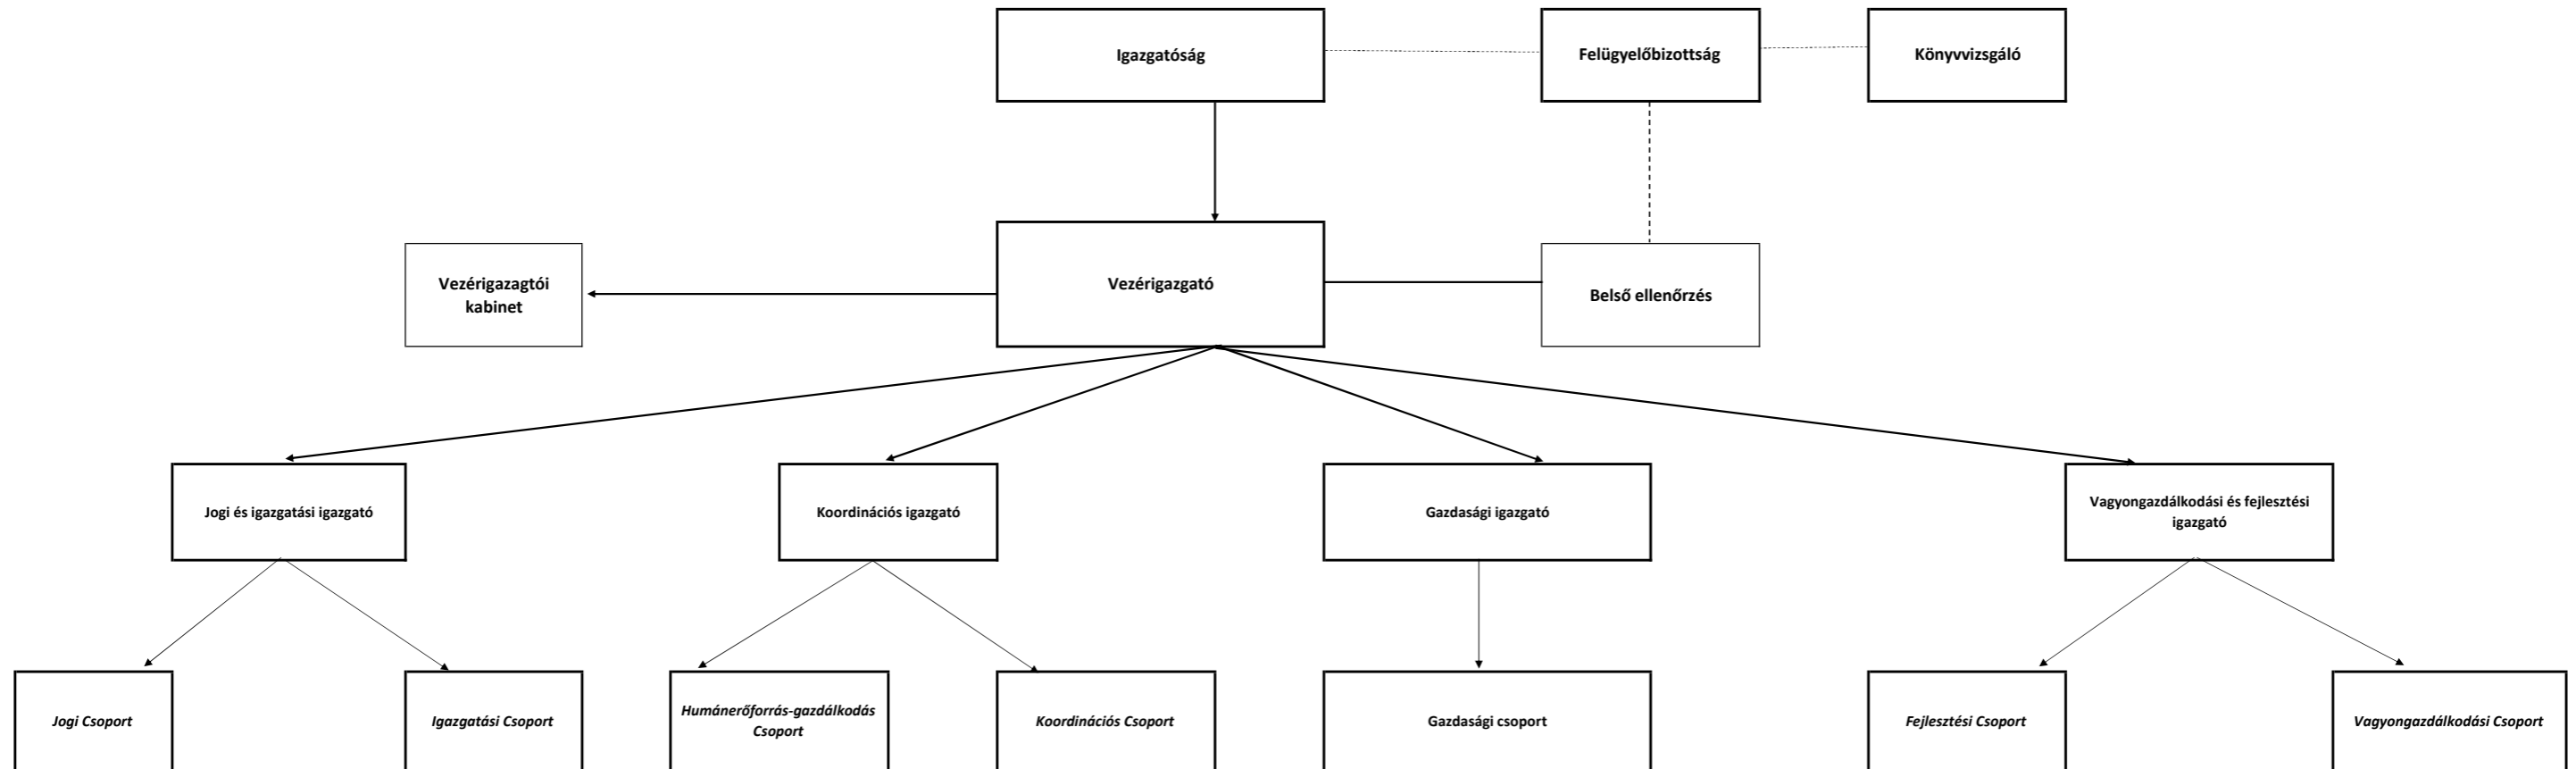 Igazgatóság
Felügyelőbizottság
Könyvvizsgáló
Vezérigazagtói
kabinet
Vezérigazgató
Belső ellenőrzés
Jogi és igazgatási igazgató
Koordinációs igazgató
Gazdasági igazgató
Vagyongazdálkodási és fejlesztési
igazgató
Jogi Csoport
Igazgatási Csoport
Humánerőforrás-gazdálkodás
Csoport
Koordinációs Csoport
Gazdasági csoport
Fejlesztési Csoport
Vagyongazdálkodási Csoport